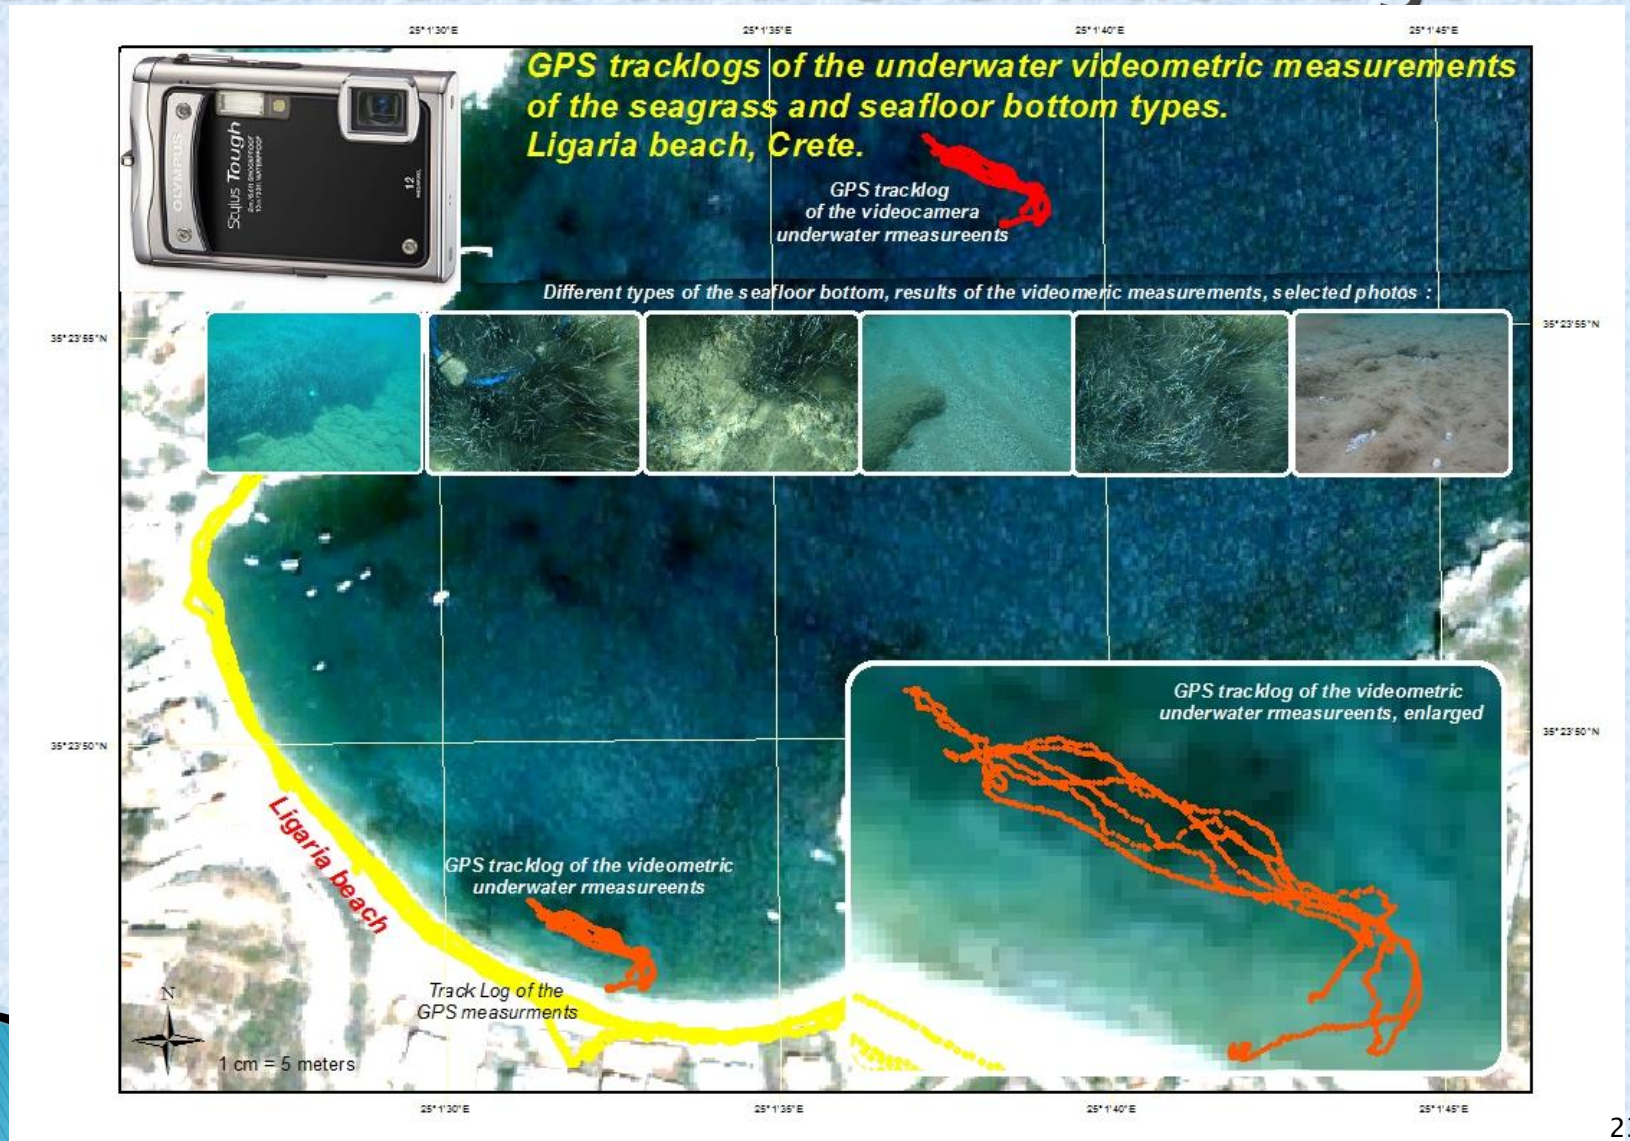 25°1'30"E
25°1'35"E
25°1'40"E
25°1'45"E
GPS tracklogs of the underwater videometric measurements
of the seagrass and seafloor bottom types.
Ligaria beach, Crete.
OLYMPUS
Stylus Tough
12
GPS tracklog
of the videocamera
underwater rmeasureents
Different types of the seafloor bottom, results of the videomeric measurements, selected photos :
35°23'55"N
35°23'55"N
GPS tracklog of the videometric
underwater rmeasureents, enlarged
35°23'50"N
35°23'50"N
Ligaria beach
GPS tracklog of the videometric
underwater rmeasureents
Track Log of the
GPS measurments
N
1 cm = 5 meters
25°1'30"E
25°1'35"E
25°1'40"E
25°1'45"E